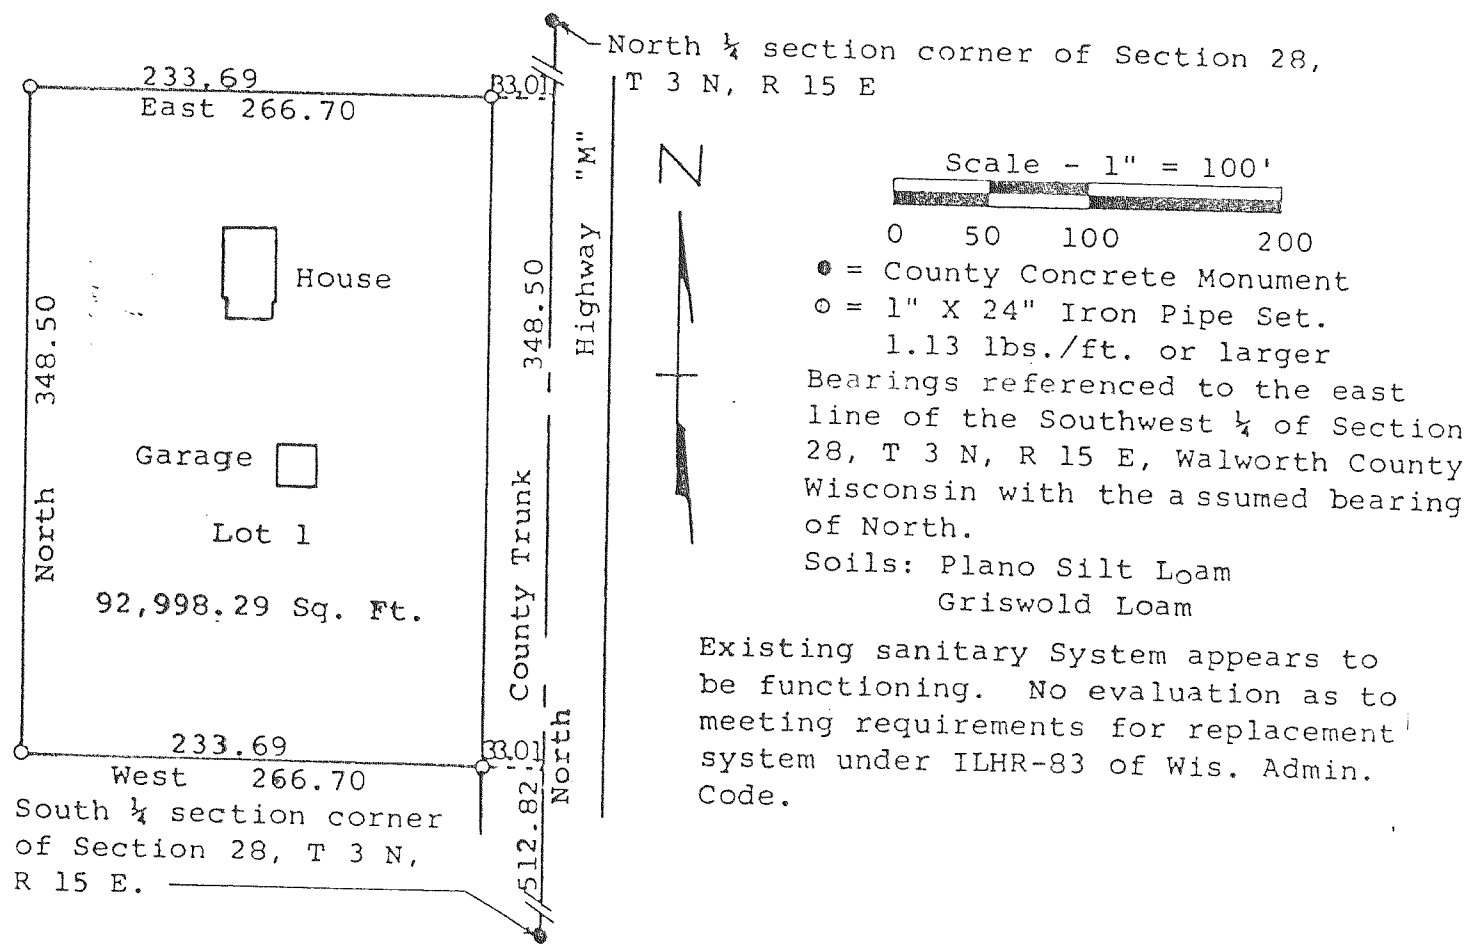 North ¼ section corner of Section 28,
T 3 N, R 15 E
233.69
33.01
East 266.70
Highway "M"
N
Scale - 1" = 100'
0 50 100 200
= County Concrete Monument
= 1" X 24" Iron Pipe Set.
1.13 lbs./ft. or larger
Bearings referenced to the east
line of the Southwest ¼ of Section
28, T 3 N, R 15 E, Walworth County
Wisconsin with the assumed bearing
of North.
Soils: Plano Silt Loam
Griswold Loam
House
348.50
348.50
Garage
North
Lot 1
County Trunk
92,998.29 Sq. Ft.
Existing sanitary System appears to
be functioning. No evaluation as to
meeting requirements for replacement
system under ILHR-83 of Wis. Admin.
Code.
233.69
33.01
West 266.70
North
512.82
South ¼ section corner
of Section 28, T 3 N,
R 15 E.